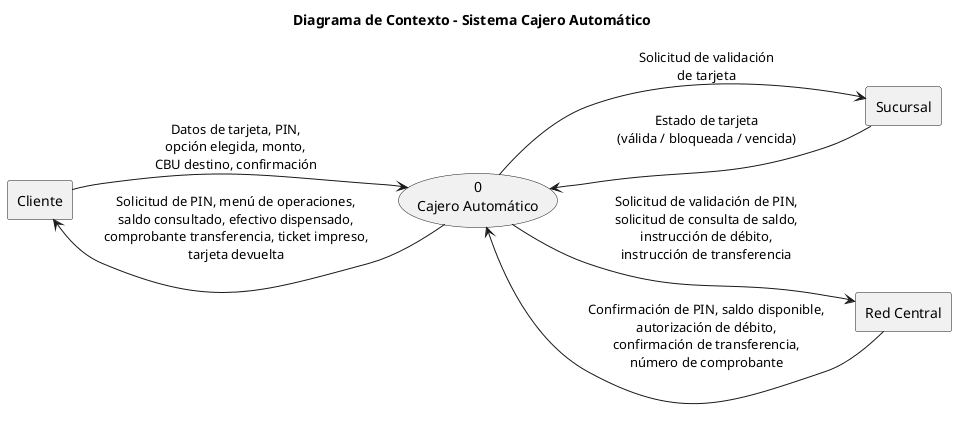 Diagrama de Contexto - Sistema Cajero Automático
Solicitud de validación
de tarjeta
Sucursal
Estado de tarjeta
(válida / bloqueada / vencida)
Datos de tarjeta, PIN,
opción elegida, monto,
CBU destino, confirmación
Cliente
0
Cajero Automático
Solicitud de PIN, menú de operaciones,
saldo consultado, efectivo dispensado,
comprobante transferencia, ticket impreso,
tarjeta devuelta
Solicitud de validación de PIN,
solicitud de consulta de saldo,
instrucción de débito,
instrucción de transferencia
Red Central
Confirmación de PIN, saldo disponible,
autorización de débito,
confirmación de transferencia,
número de comprobante